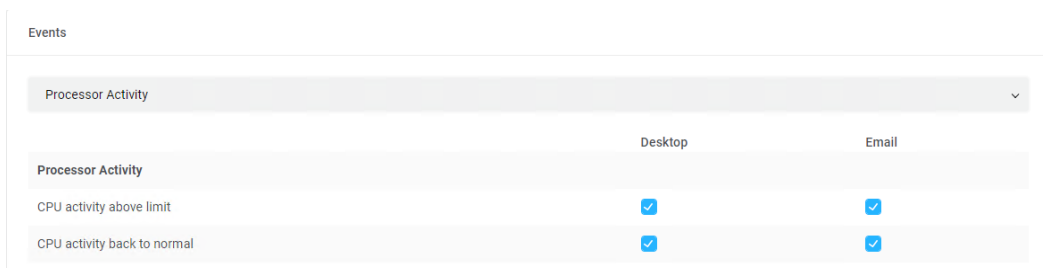 Events
Processor Activity
Desktop Email
Processor Activity
CPU activity above limit
CPU activity back to normal